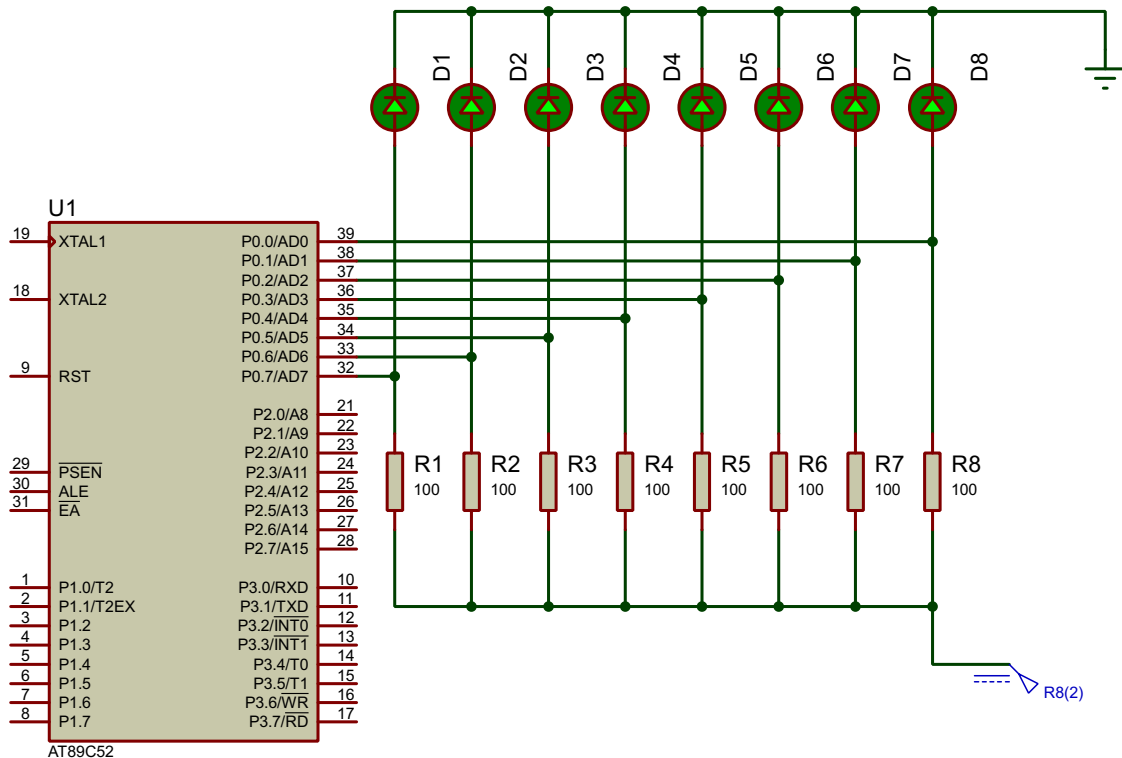 D1 D2 D3 D4 D5 D6 D7 D8
U1
19 XTAL1 P0.0/AD0 39
P0.1/AD1 38
P0.2/AD2 37
18 XTAL2 P0.3/AD3 36
P0.4/AD4 35
P0.5/AD5 34
P0.6/AD6 33
9 RST P0.7/AD7 32
P2.0/A8 21
P2.1/A9 22
P2.2/A10 23
29 PSEN P2.3/A11 24
30 ALE P2.4/A12 25
31 EA P2.5/A13 26
P2.6/A14 27
P2.7/A15 28
1 P1.0/T2 P3.0/RXD 10
2 P1.1/T2EX P3.1/TXD 11
3 P1.2 P3.2/INT0 12
4 P1.3 P3.3/INT1 13
5 P1.4 P3.4/T0 14
6 P1.5 P3.5/T1 15
7 P1.6 P3.6/WR 16
8 P1.7 P3.7/RD 17
AT89C52
R1 R2 R3 R4 R5 R6 R7 R8
100 100 100 100 100 100 100 100
R8(2)